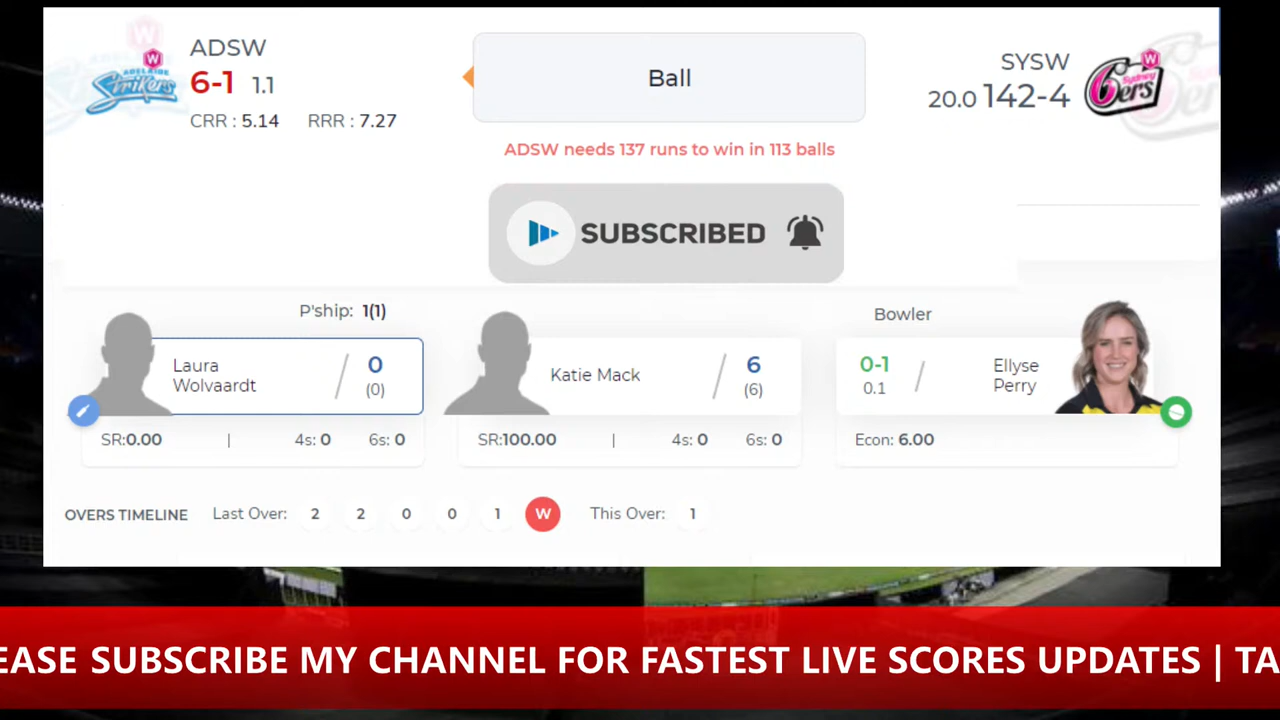 ADSW
6-1 1.1
CRR : 5.14 RRR : 7.27
W
ADELAIDE
Strikers
Ball
ADSW needs 137 runs to win in 113 balls
SYSW
20.0 142-4
W
Sydney
6ers
SUBSCRIBED
P'ship: 1(1)
Laura
Wolvaardt
0
(0)
SR:0.00 | 4s: 0 6s: 0
Katie Mack
6
(6)
SR:100.00 | 4s: 0 6s: 0
Bowler
0-1
0.1
Ellyse
Perry
Econ: 6.00
OVERS TIMELINE Last Over: 2 2 0 0 1 W This Over: 1
EASE SUBSCRIBE MY CHANNEL FOR FASTEST LIVE SCORES UPDATES | TA